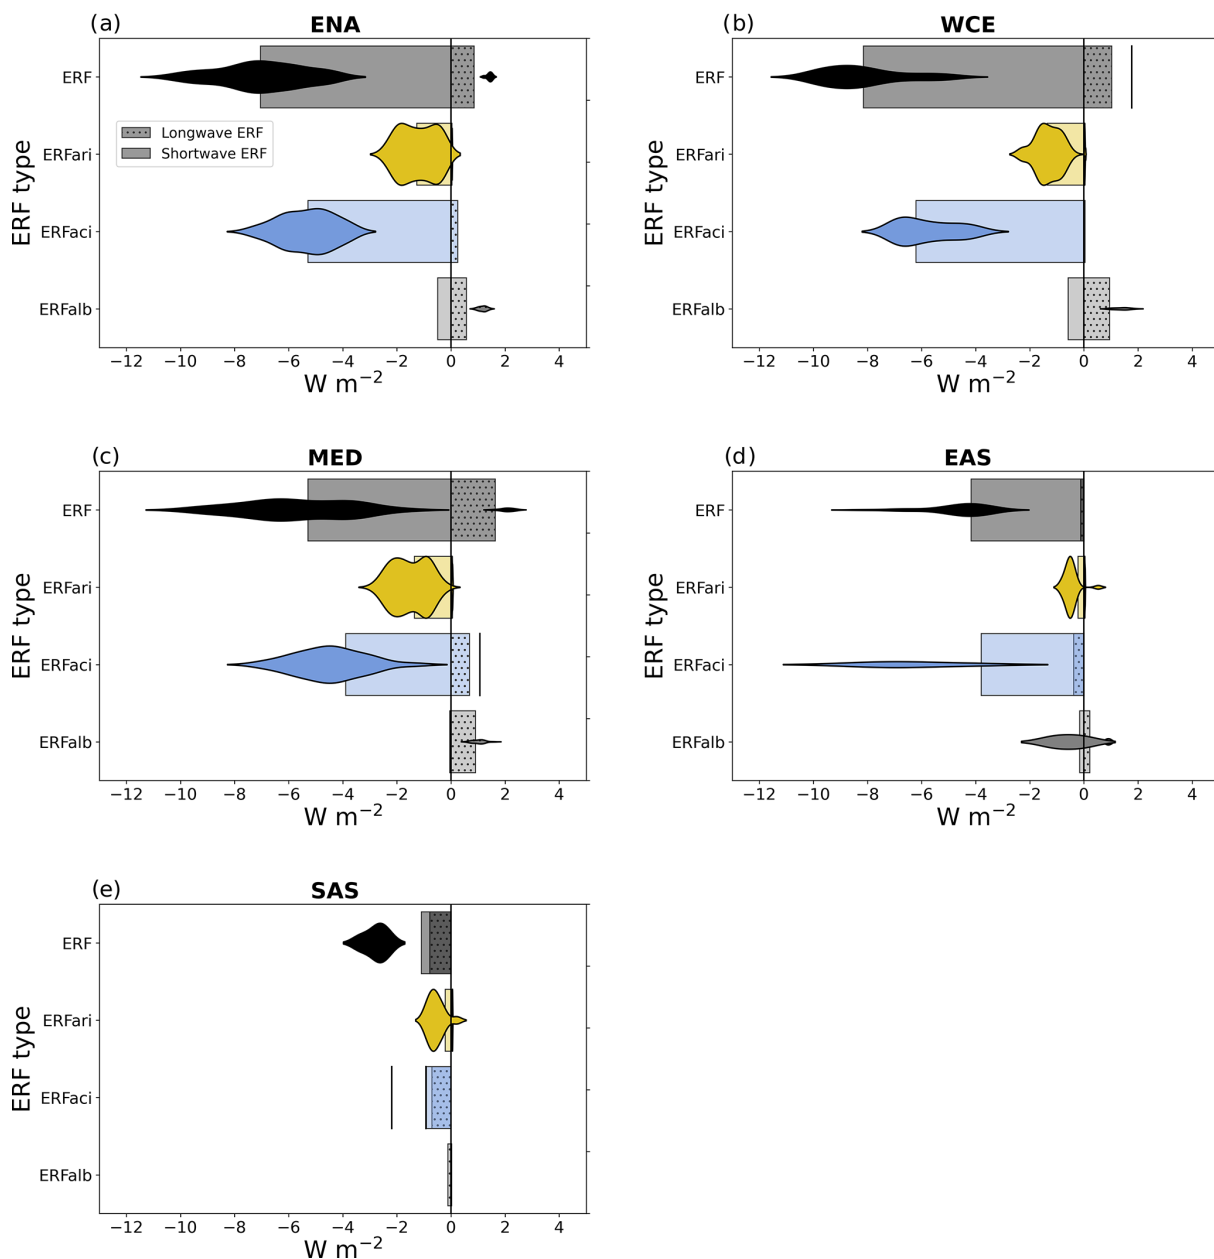 (a) ENA
ERF
ERFari
ERFaci
ERFalb
ERF type
Longwave ERF
Shortwave ERF
−12 −10 −8 −6 −4 −2 0 2 4
W m−2
(b) WCE
ERF
ERFari
ERFaci
ERFalb
ERF type
−12 −10 −8 −6 −4 −2 0 2 4
W m−2
(c) MED
ERF
ERFari
ERFaci
ERFalb
ERF type
−12 −10 −8 −6 −4 −2 0 2 4
W m−2
(d) EAS
ERF
ERFari
ERFaci
ERFalb
ERF type
−12 −10 −8 −6 −4 −2 0 2 4
W m−2
(e) SAS
ERF
ERFari
ERFaci
ERFalb
ERF type
−12 −10 −8 −6 −4 −2 0 2 4
W m−2